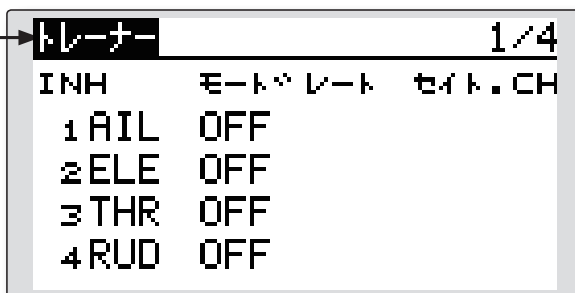 トレーナー 1/4
INH モード レート セイト.CH
1 AIL OFF
2 ELE OFF
3 THR OFF
4 RUD OFF